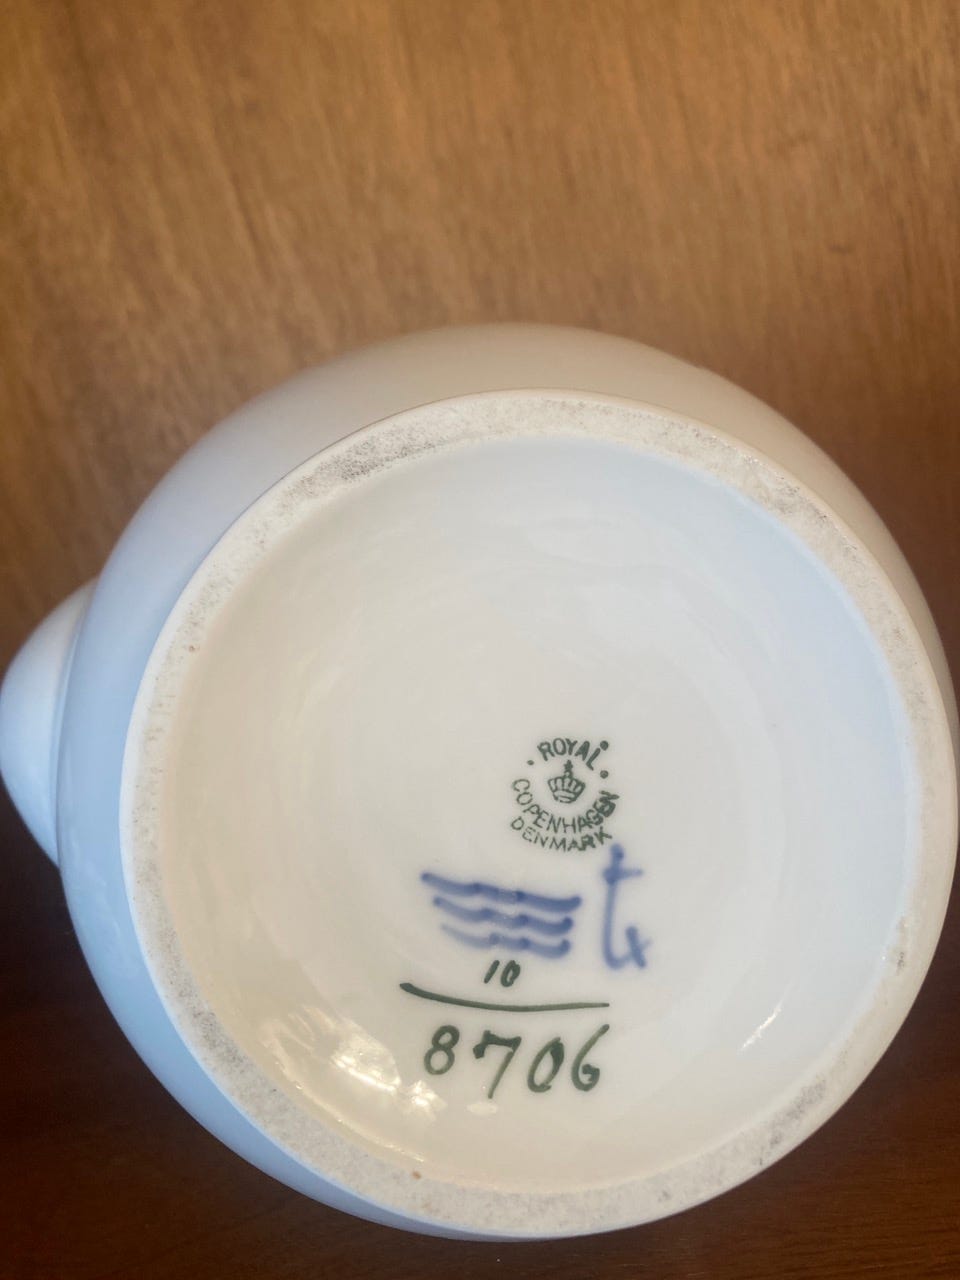 ROYAL
COPENHAGEN
DENMARK
10
8706